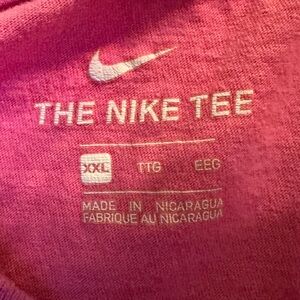 THE NIKE TEE
XXL TTG EEG
MADE IN NICARAGUA
FABRIQUE AU NICARAGUA